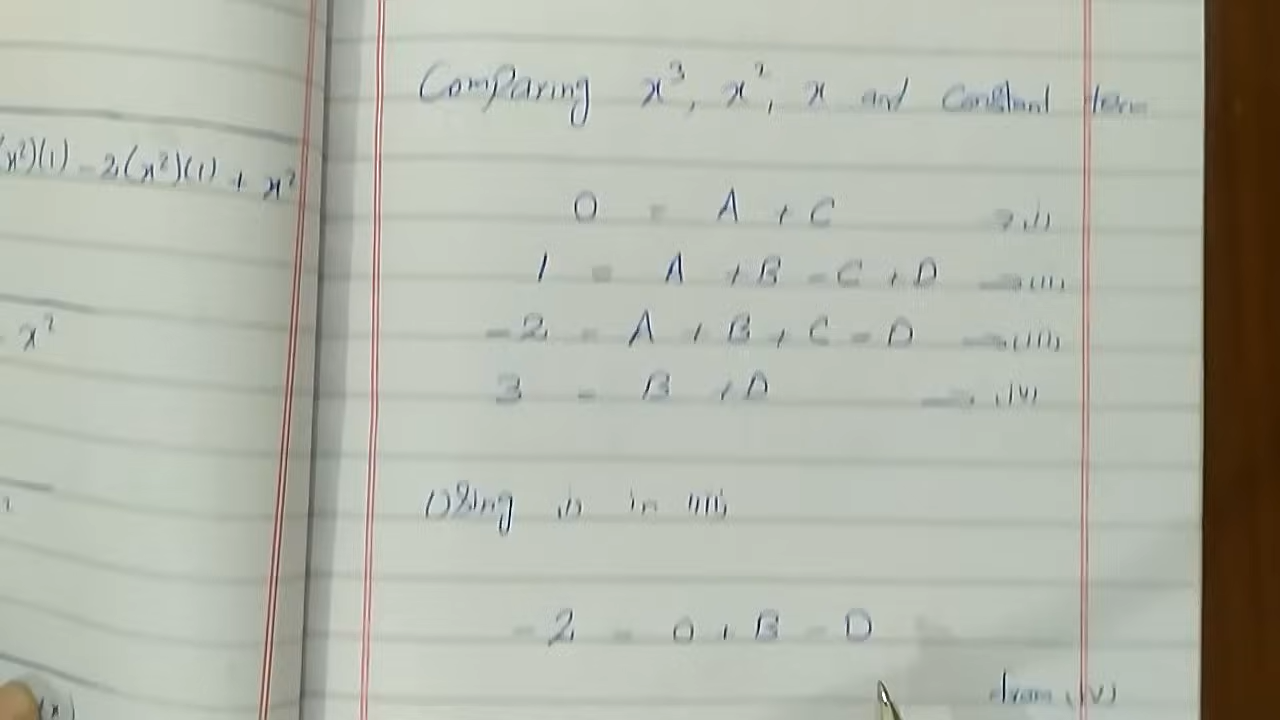 (x²)(1) - 2(x²)(1) + x²
- x²
(x)
Comparing x³, x², x and Constant term
0 = A + C → (i)
1 = A + B - C + D → (ii)
-2 = A + B + C - D → (iii)
3 = B + D → (iv)
Using (i) in (iii)
-2 = 0 + B - D
from (iv)